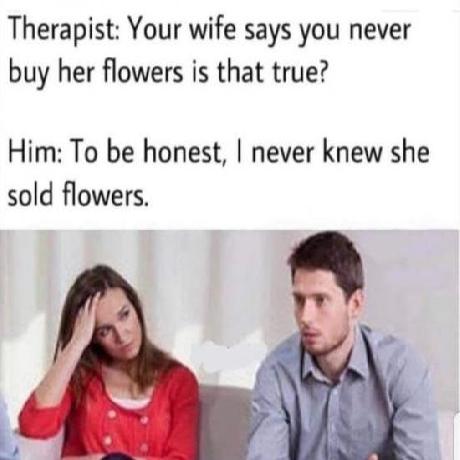 Therapist: Your wife says you never
buy her flowers is that true?
Him: To be honest, I never knew she
sold flowers.